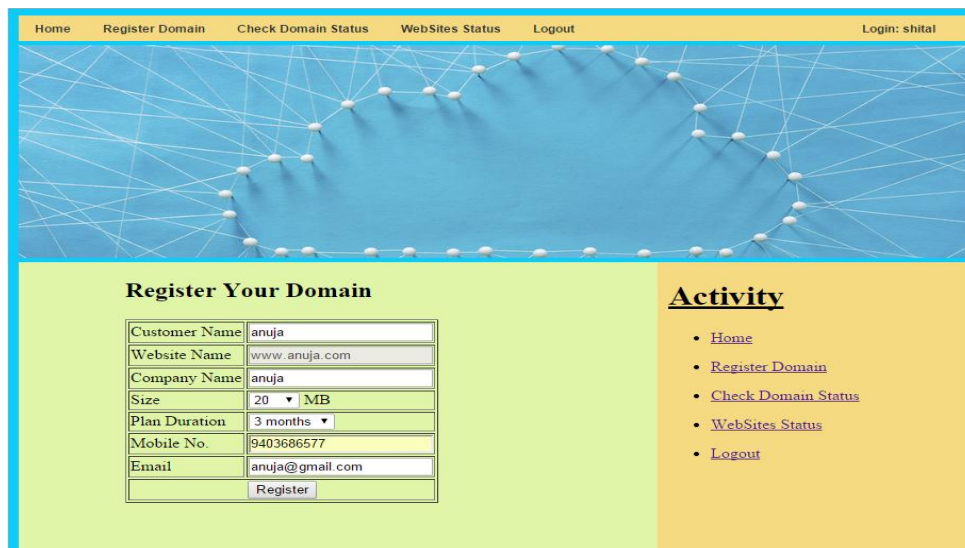 Home Register Domain Check Domain Status WebSites Status Logout Login: shital
Register Your Domain
Customer Name anuja
Website Name www.anuja.com
Company Name anuja
Size 20 MB
Plan Duration 3 months
Mobile No. 9403686577
Email anuja@gmail.com
Register
Activity
Home
Register Domain
Check Domain Status
WebSites Status
Logout